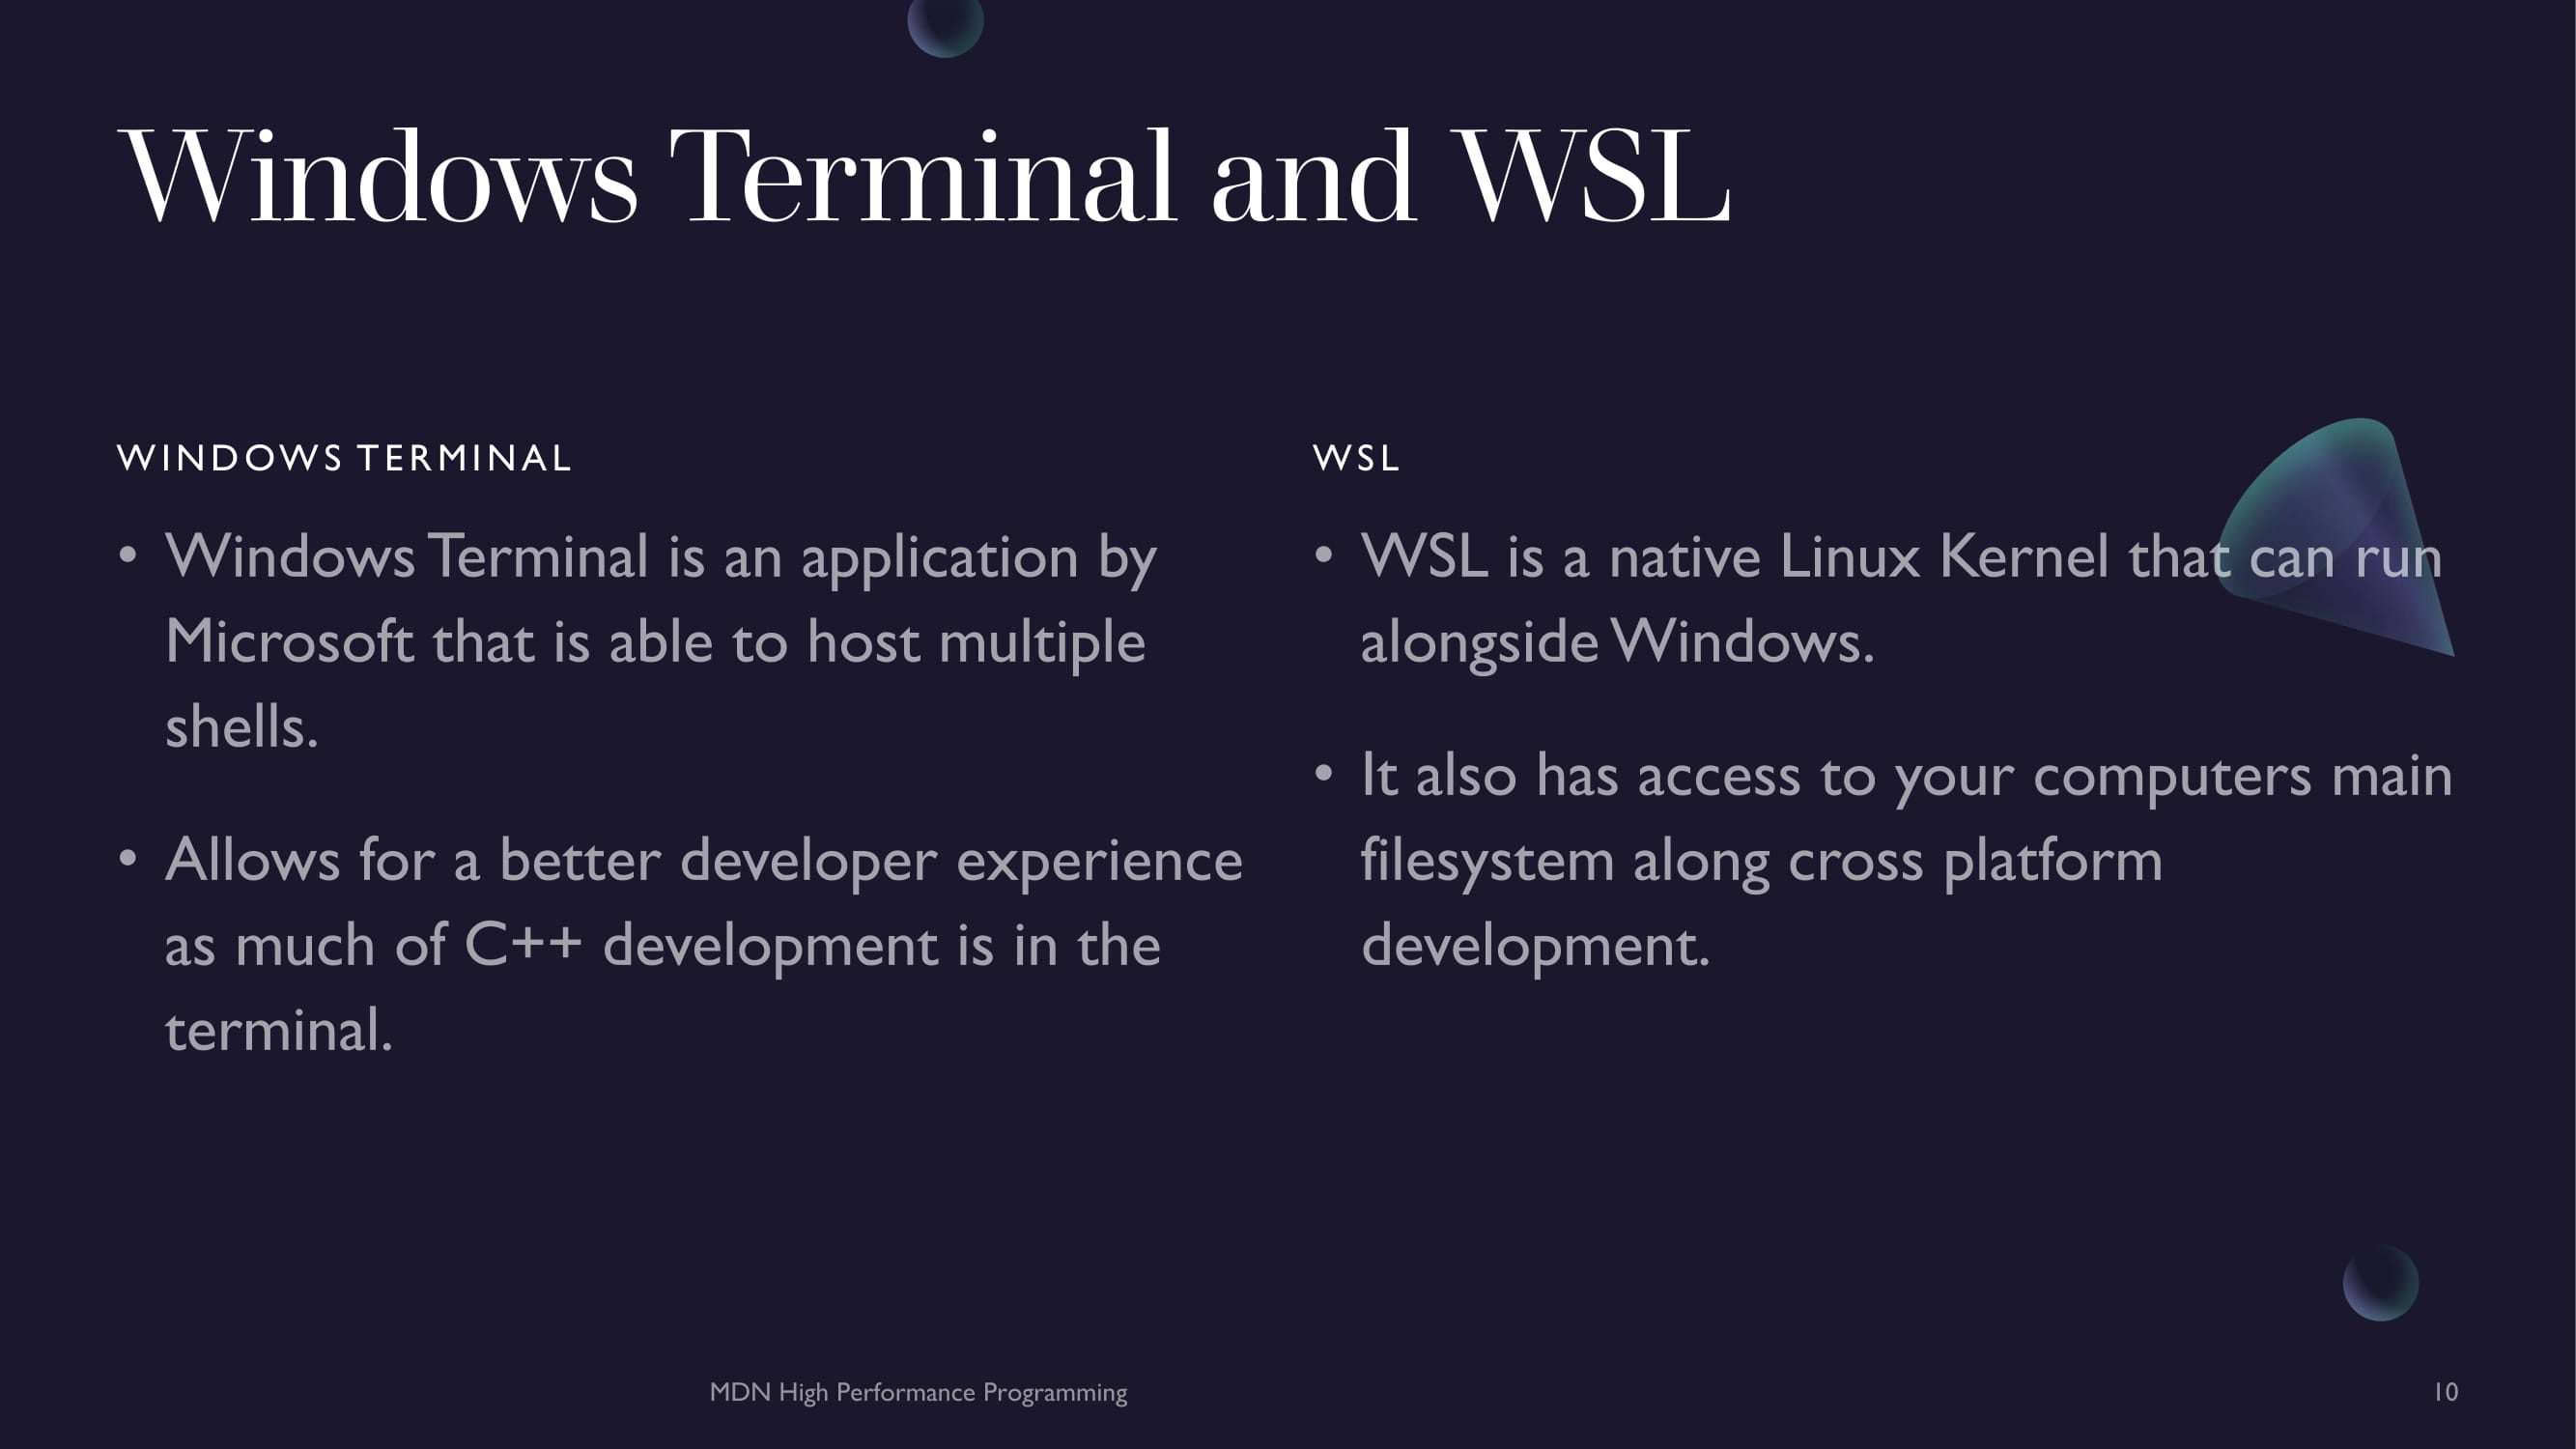 Windows Terminal and WSL
WINDOWS TERMINAL
• Windows Terminal is an application by
Microsoft that is able to host multiple
shells.
• Allows for a better developer experience
as much of C++ development is in the
terminal.
WSL
• WSL is a native Linux Kernel that can run
alongside Windows.
• It also has access to your computers main
filesystem along cross platform
development.
MDN High Performance Programming
10